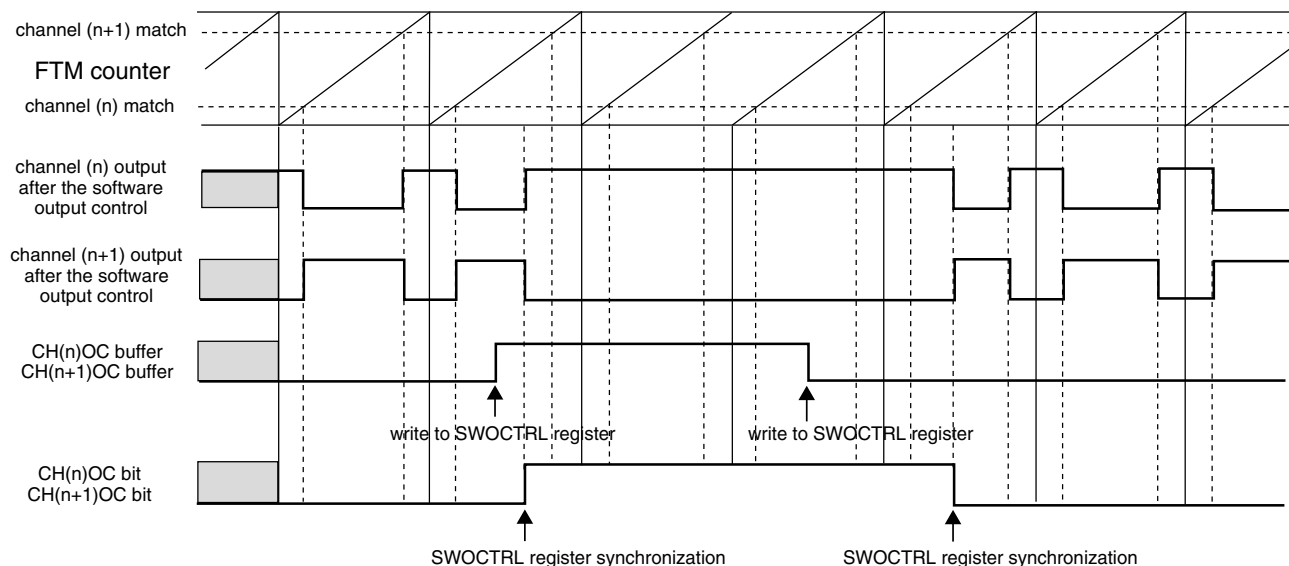 channel (n+1) match
FTM counter
channel (n) match
channel (n) output
after the software
output control
channel (n+1) output
after the software
output control
CH(n)OC buffer
CH(n+1)OC buffer
write to SWOCTRL register
write to SWOCTRL register
CH(n)OC bit
CH(n+1)OC bit
SWOCTRL register synchronization
SWOCTRL register synchronization